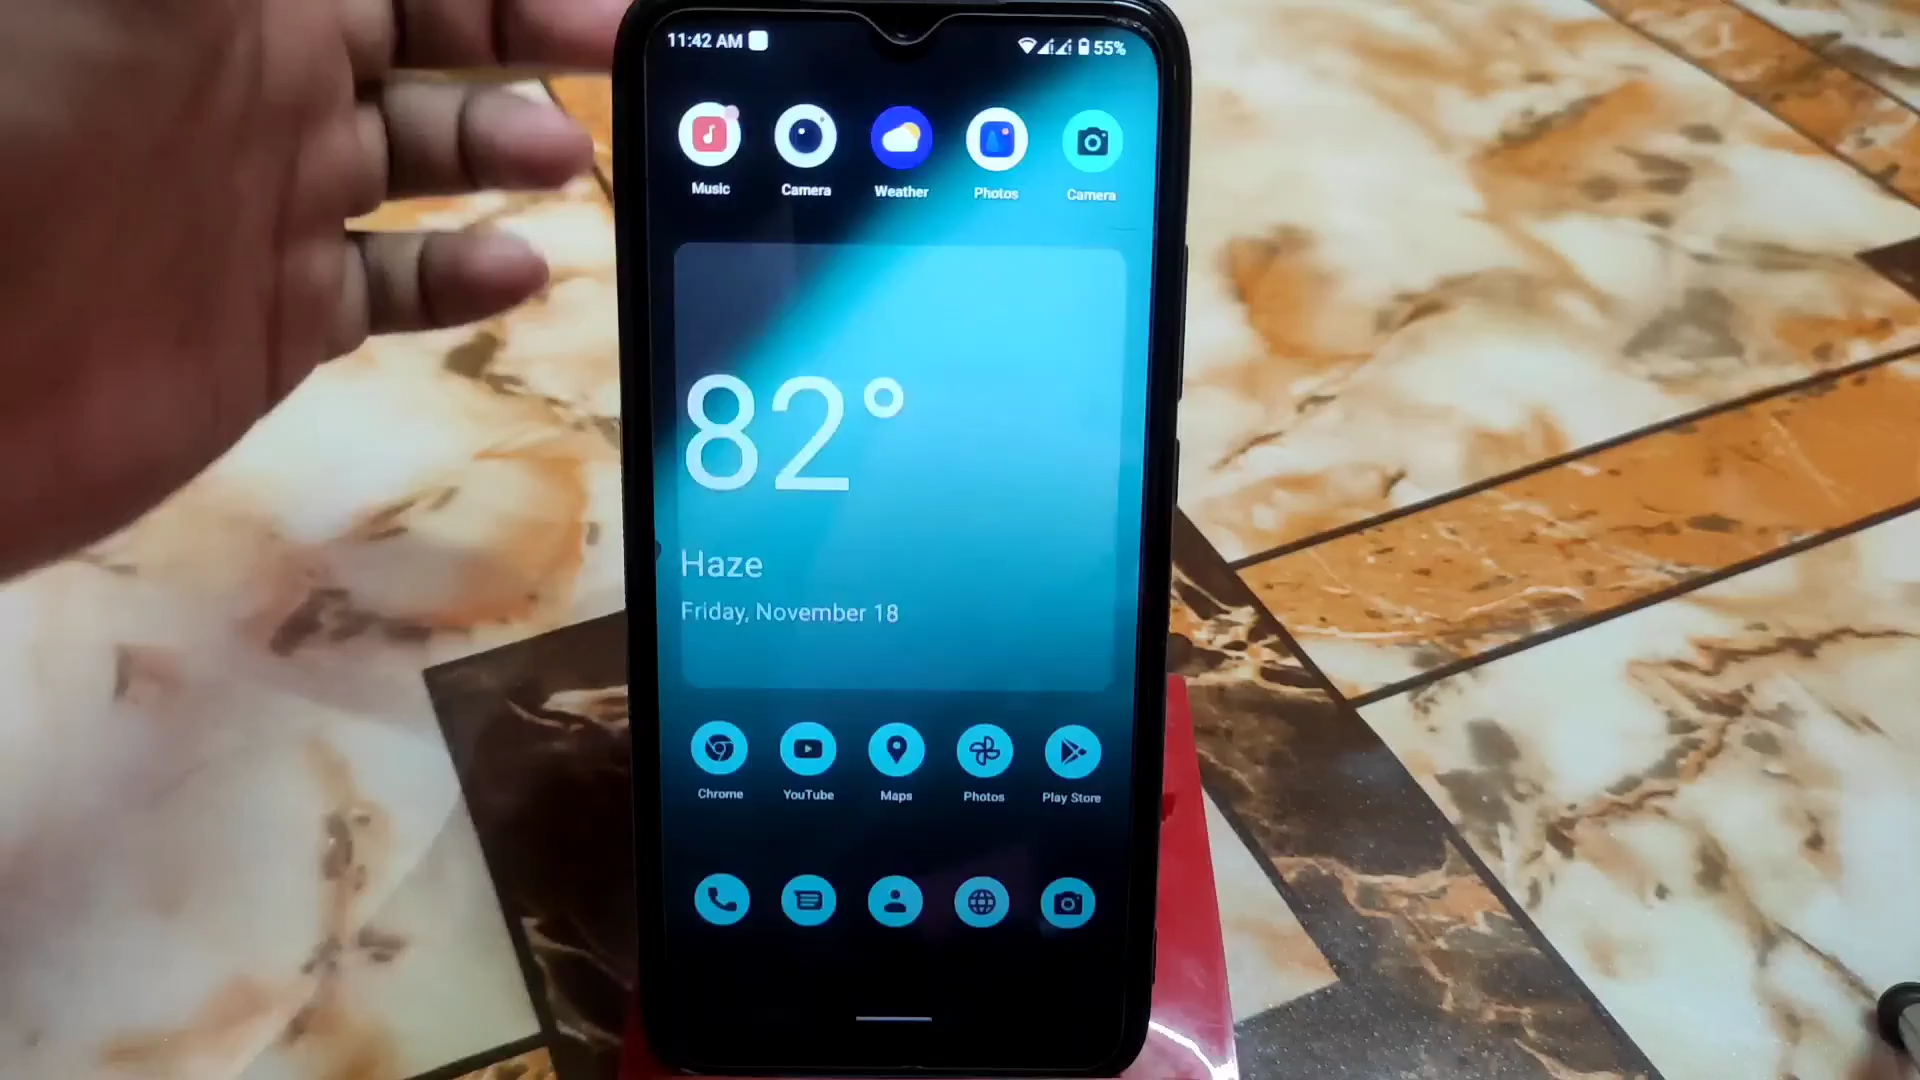 11:42 AM 55%
Music Camera Weather Photos Camera
82°
Haze
Friday, November 18
Chrome YouTube Maps Photos Play Store